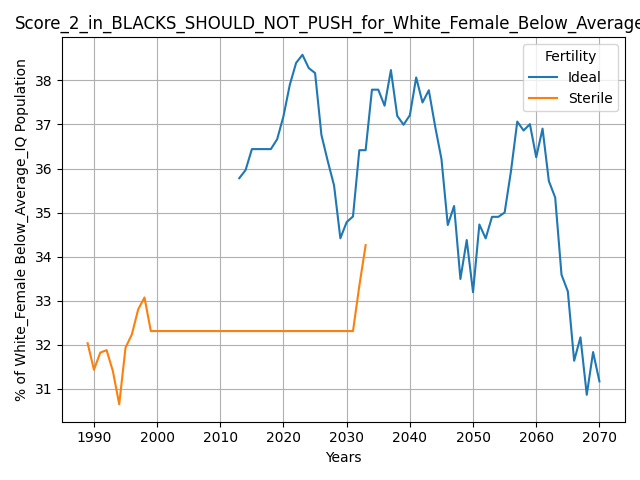 Score_2_in_BLACKS_SHOULD_NOT_PUSH_for_White_Female_Below_Average
% of White_Female Below_Average_IQ Population
38
37
36
35
34
33
32
31
Fertility
Ideal
Sterile
1990 2000 2010 2020 2030 2040 2050 2060 2070
Years